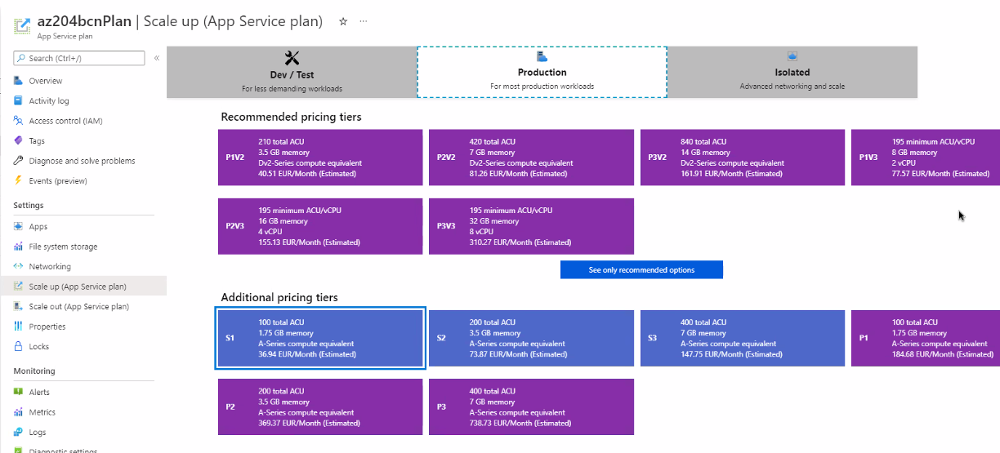 az204bcnPlan | Scale up (App Service plan) ☆ ...
App Service plan
Search (Ctrl+/) «
Overview
Activity log
Access control (IAM)
Tags
Diagnose and solve problems
Events (preview)
Settings
Apps
File system storage
Networking
Scale up (App Service plan)
Scale out (App Service plan)
Properties
Locks
Monitoring
Alerts
Metrics
Logs
Diagnostic settings
Dev / Test
For less demanding workloads
Production
For most production workloads
Isolated
Advanced networking and scale
Recommended pricing tiers
P1V2
210 total ACU
3.5 GB memory
Dv2-Series compute equivalent
40.51 EUR/Month (Estimated)
P2V2
420 total ACU
7 GB memory
Dv2-Series compute equivalent
81.26 EUR/Month (Estimated)
P3V2
840 total ACU
14 GB memory
Dv2-Series compute equivalent
161.91 EUR/Month (Estimated)
P1V3
195 minimum ACU/vCPU
8 GB memory
2 vCPU
77.57 EUR/Month (Estimated)
P2V3
195 minimum ACU/vCPU
16 GB memory
4 vCPU
155.13 EUR/Month (Estimated)
P3V3
195 minimum ACU/vCPU
32 GB memory
8 vCPU
310.27 EUR/Month (Estimated)
See only recommended options
Additional pricing tiers
S1
100 total ACU
1.75 GB memory
A-Series compute equivalent
36.94 EUR/Month (Estimated)
S2
200 total ACU
3.5 GB memory
A-Series compute equivalent
73.87 EUR/Month (Estimated)
S3
400 total ACU
7 GB memory
A-Series compute equivalent
147.75 EUR/Month (Estimated)
P1
100 total ACU
1.75 GB memory
A-Series compute equivalent
184.68 EUR/Month (Estimated)
P2
200 total ACU
3.5 GB memory
A-Series compute equivalent
369.37 EUR/Month (Estimated)
P3
400 total ACU
7 GB memory
A-Series compute equivalent
738.73 EUR/Month (Estimated)